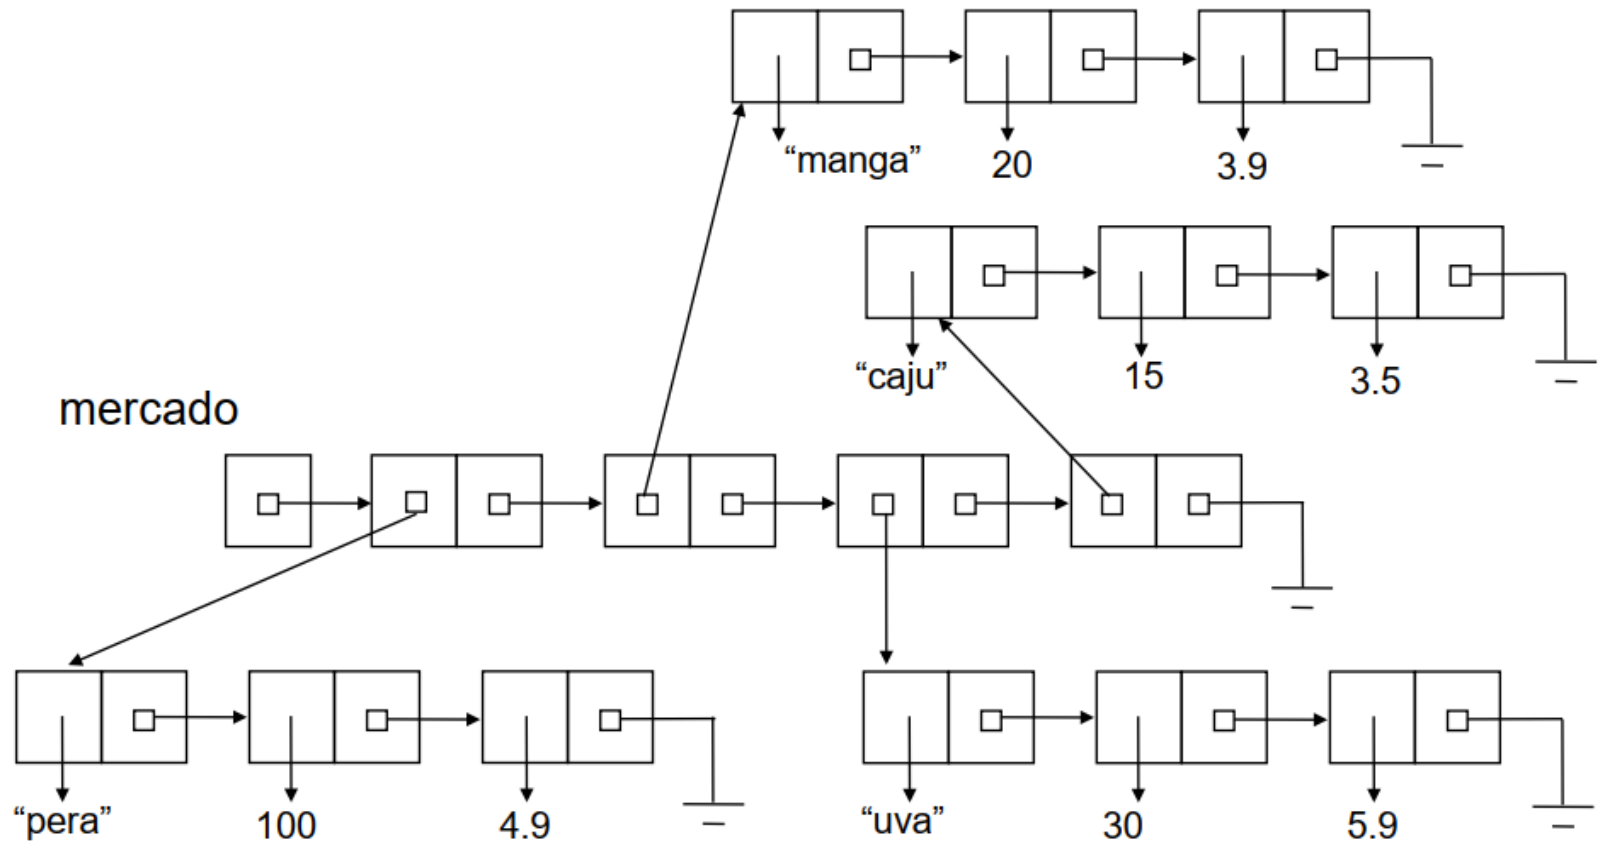 “manga” 20 3.9
“caju” 15 3.5
mercado
“pera” 100 4.9 “uva” 30 5.9